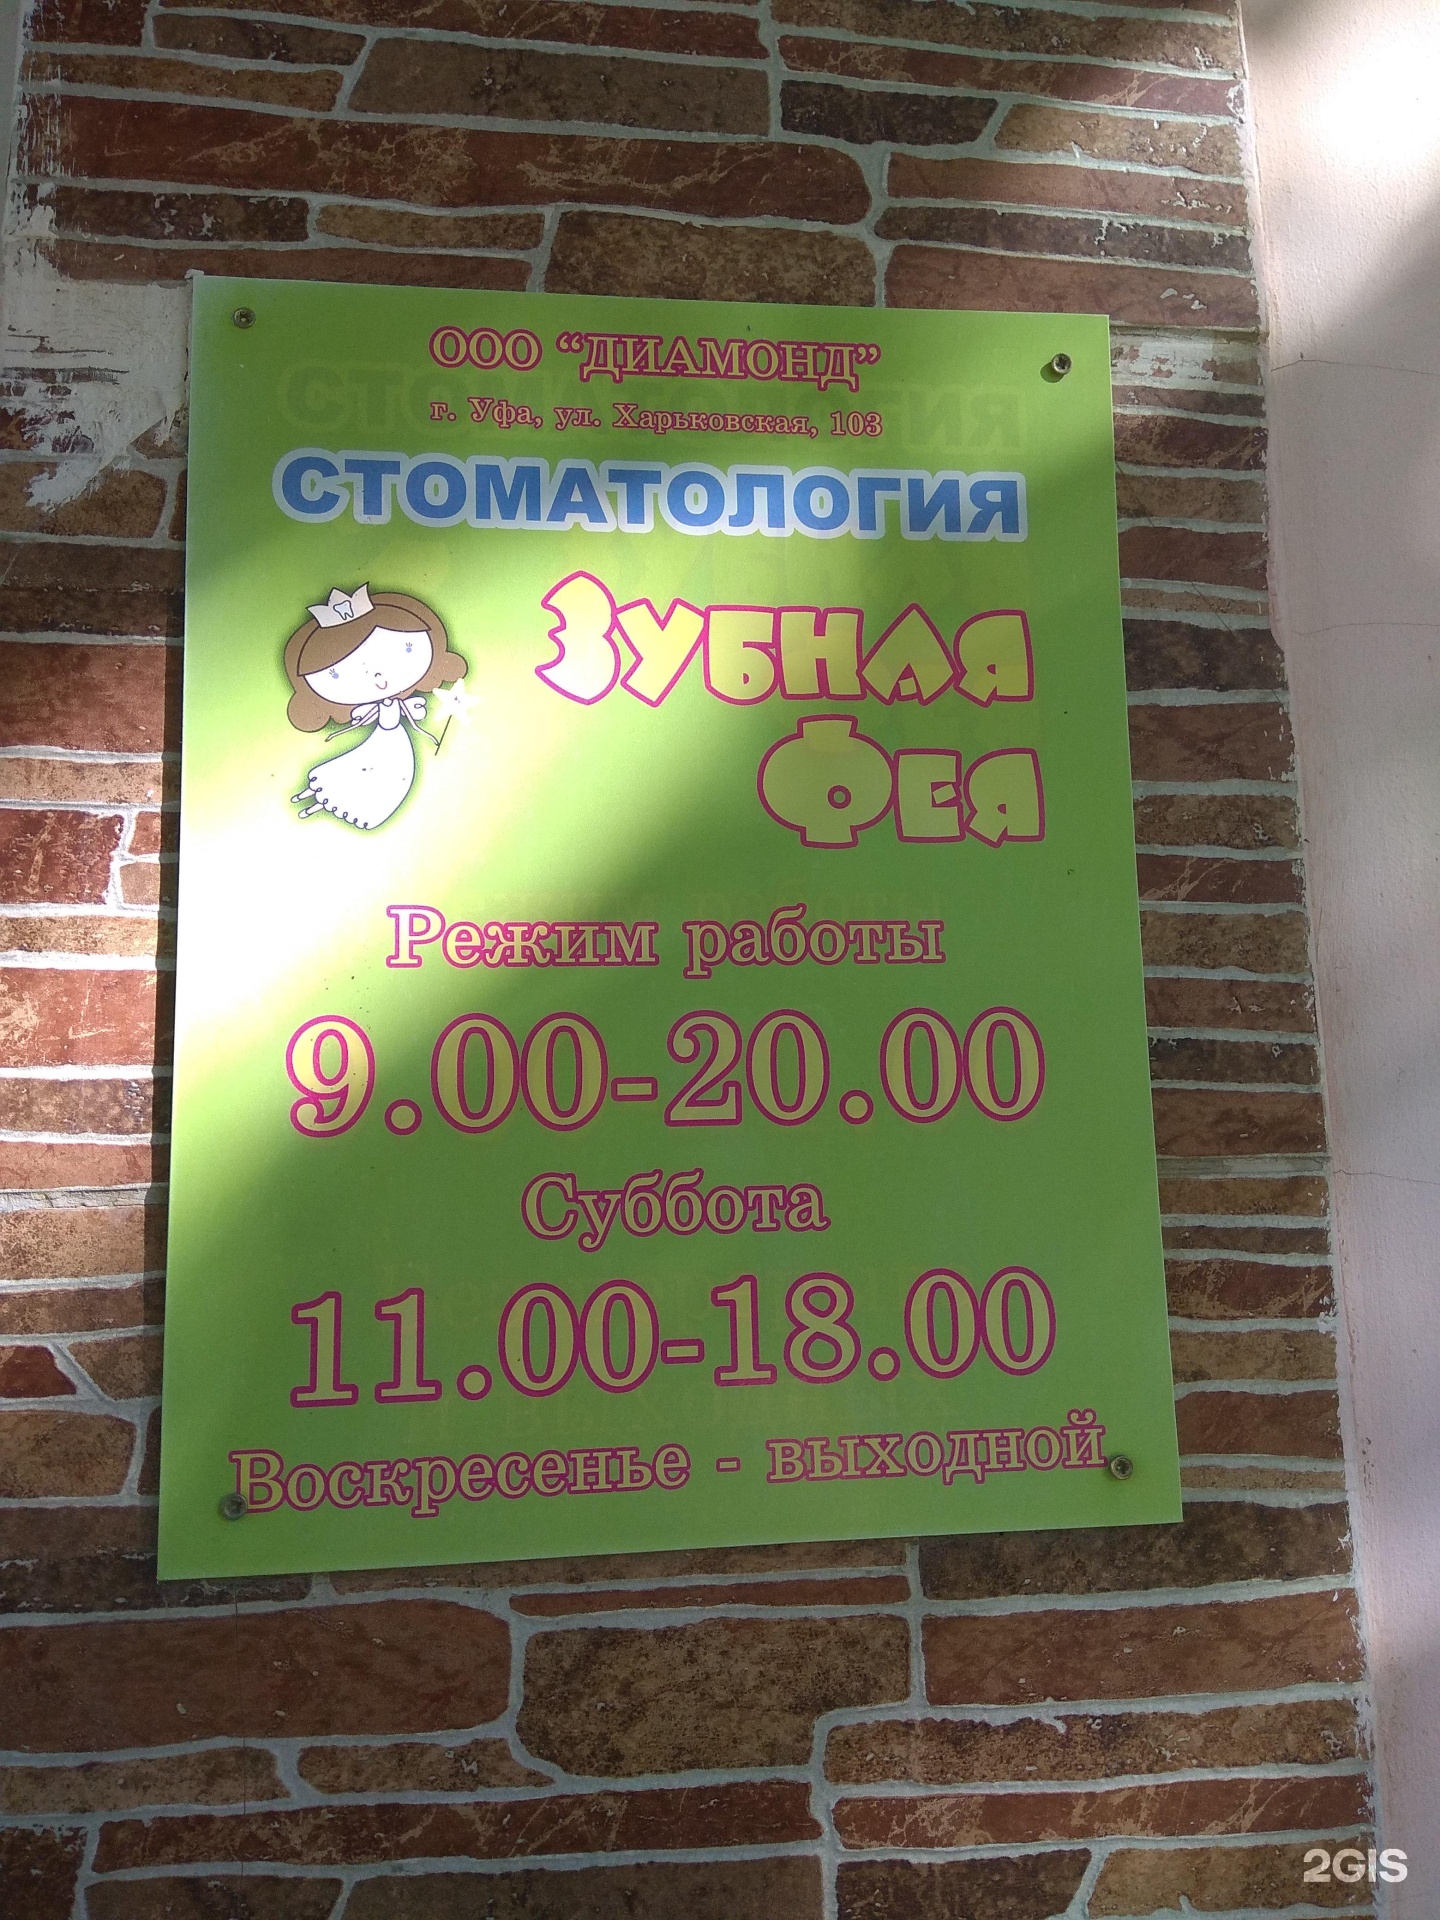 ООО “ДИАМОНД”
г. Уфа, ул. Харьковская, 103
СТОМАТОЛОГИЯ
Зубная
Фея
Режим работы
9.00-20.00
Суббота
11.00-18.00
Воскресенье - выходной
2GIS